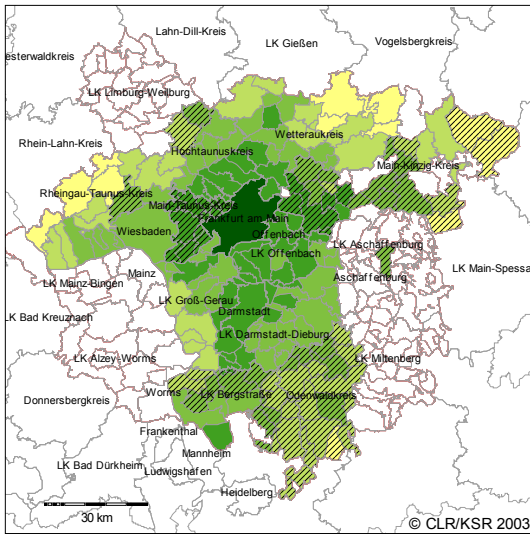 Lahn-Dill-Kreis
LK Gießen
Vogelsbergkreis
esterwaldkreis
LK Limburg-Weilburg
Rhein-Lahn-Kreis
Wetteraukreis
Hochtaunuskreis
Main-Kinzig-Kreis
Rheingau-Taunus-Kreis
Main-Taunus-Kreis
Frankfurt am Main
Wiesbaden
Offenbach
LK Aschaffenburg
LK Offenbach
Mainz
Aschaffenburg
LK Main-Spessa
LK Mainz-Bingen
LK Groß-Gerau
LK Bad Kreuznach
Darmstadt
LK Darmstadt-Dieburg
LK Alzey-Worms
LK Miltenberg
Worms
LK Bergstraße
Odenwaldkreis
Donnersbergkreis
Frankenthal
Mannheim
LK Bad Dürkheim
Ludwigshafen
Heidelberg
30 km
© CLR/KSR 2003